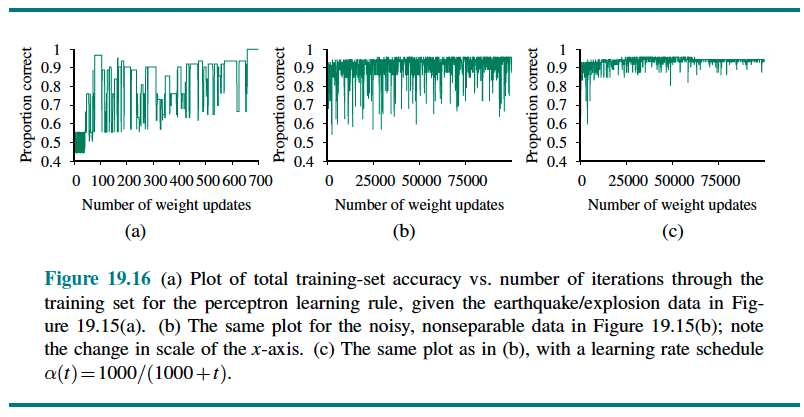 Proportion correct
1
0.9
0.8
0.7
0.6
0.5
0.4
0 100 200 300 400 500 600 700
Number of weight updates
(a)
Proportion correct
1
0.9
0.8
0.7
0.6
0.5
0.4
0 25000 50000 75000
Number of weight updates
(b)
Proportion correct
1
0.9
0.8
0.7
0.6
0.5
0.4
0 25000 50000 75000
Number of weight updates
(c)
Figure 19.16 (a) Plot of total training-set accuracy vs. number of iterations through the
training set for the perceptron learning rule, given the earthquake/explosion data in Fig-
ure 19.15(a). (b) The same plot for the noisy, nonseparable data in Figure 19.15(b); note
the change in scale of the x-axis. (c) The same plot as in (b), with a learning rate schedule
α(t)=1000/(1000+t).